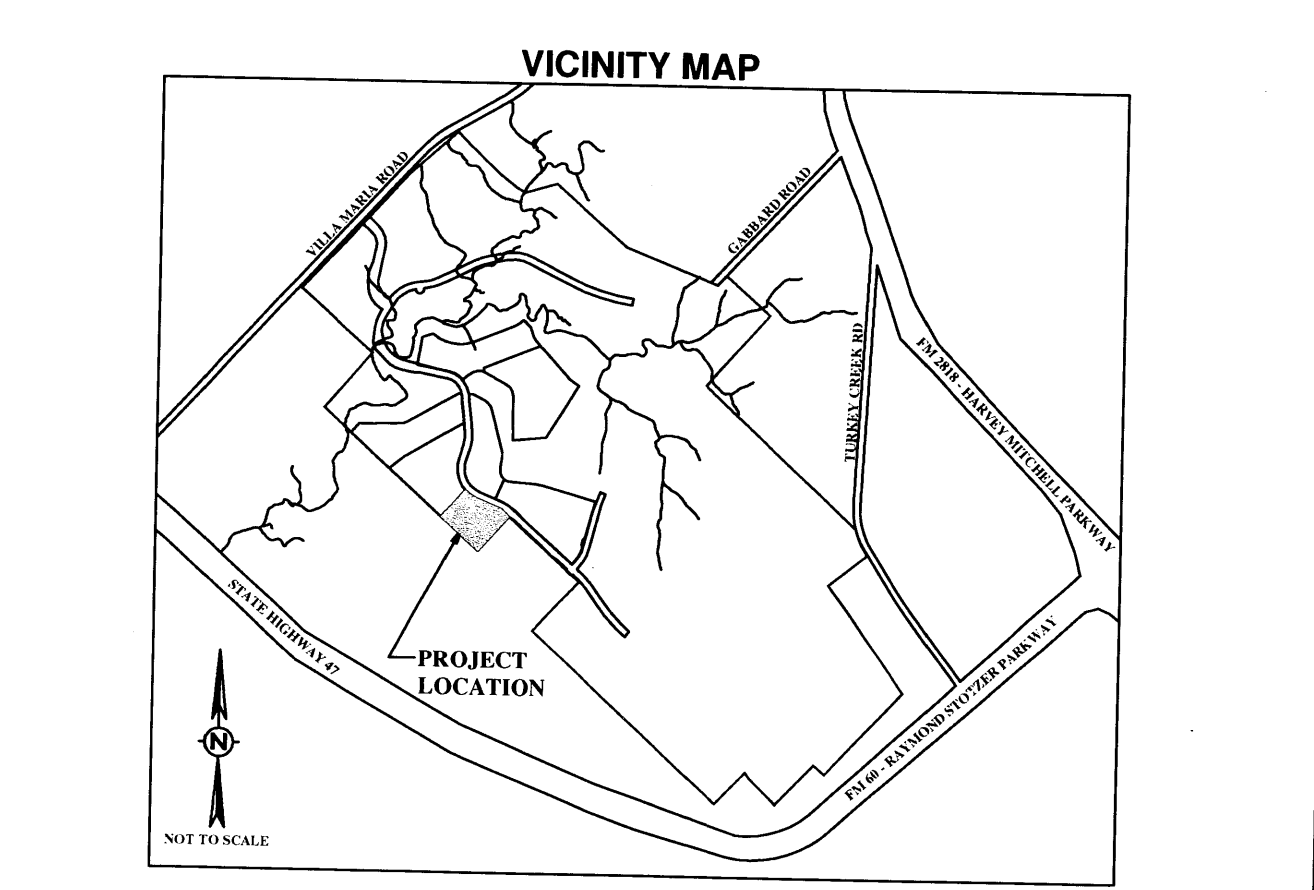 VICINITY MAP
VILLA MARIA ROAD
GABBARD ROAD
TURKEY CREEK RD
FM 2818 - HARVEY MITCHELL PARKWAY
STATE HIGHWAY 47
PROJECT
LOCATION
FM 60 - RAYMOND STOTZER PARKWAY
N
NOT TO SCALE